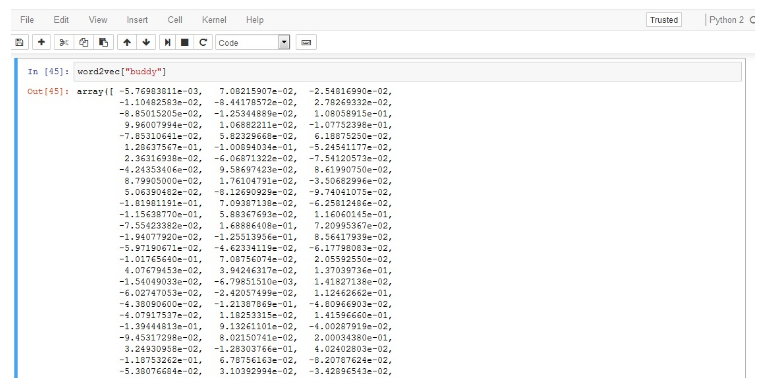 File Edit View Insert Cell Kernel Help Trusted Python 2
Code
In [45]: word2vec["buddy"]
Out[45]: array([ -5.76983811e-03, 7.08215907e-02, -2.54816990e-02,
-1.10482583e-02, -8.44178572e-02, 2.78269332e-02,
-8.85015205e-02, -1.25344889e-02, 1.08058915e-01,
9.96007994e-02, 1.06882211e-01, -1.07752398e-01,
-7.85310641e-02, 5.82329668e-02, 6.18875250e-02,
1.28637567e-01, -1.00894034e-01, -5.24541177e-02,
2.36316938e-02, -6.06871322e-02, -7.54120573e-02,
-4.24353406e-02, 9.58697423e-02, 8.61990750e-02,
8.79905000e-02, 1.76104791e-02, -3.50682996e-02,
5.06390482e-02, -8.12690929e-02, -9.74041075e-02,
-1.81981191e-01, 7.09387138e-02, -6.25812486e-02,
-1.15638770e-01, 5.88367693e-02, 1.16060145e-01,
-7.55423382e-02, 1.68886408e-01, 7.20995367e-02,
-1.94077920e-02, -1.25513956e-01, 8.56417939e-02,
-5.97190671e-02, -4.62334119e-02, -6.17798083e-02,
-1.01765640e-01, 7.08756074e-02, 2.05592550e-02,
4.07679453e-02, 3.94246317e-02, 1.37039736e-01,
-1.54049033e-02, -6.79851510e-03, 1.41827138e-02,
-6.02747053e-02, -2.42057499e-02, 1.12462662e-01,
-4.38090600e-02, -1.21387869e-01, -4.80966903e-02,
-4.07917537e-02, 1.18253315e-02, 1.41596660e-01,
-1.39444813e-01, 9.13261101e-02, -4.00287919e-02,
-9.45317298e-02, 8.02150741e-02, 2.00034380e-01,
3.24930958e-02, -1.28303766e-01, 4.02402803e-02,
-1.18753262e-01, 6.78756163e-02, -8.20787624e-02,
-5.38076684e-02, 3.10392994e-02, -3.42896543e-02,